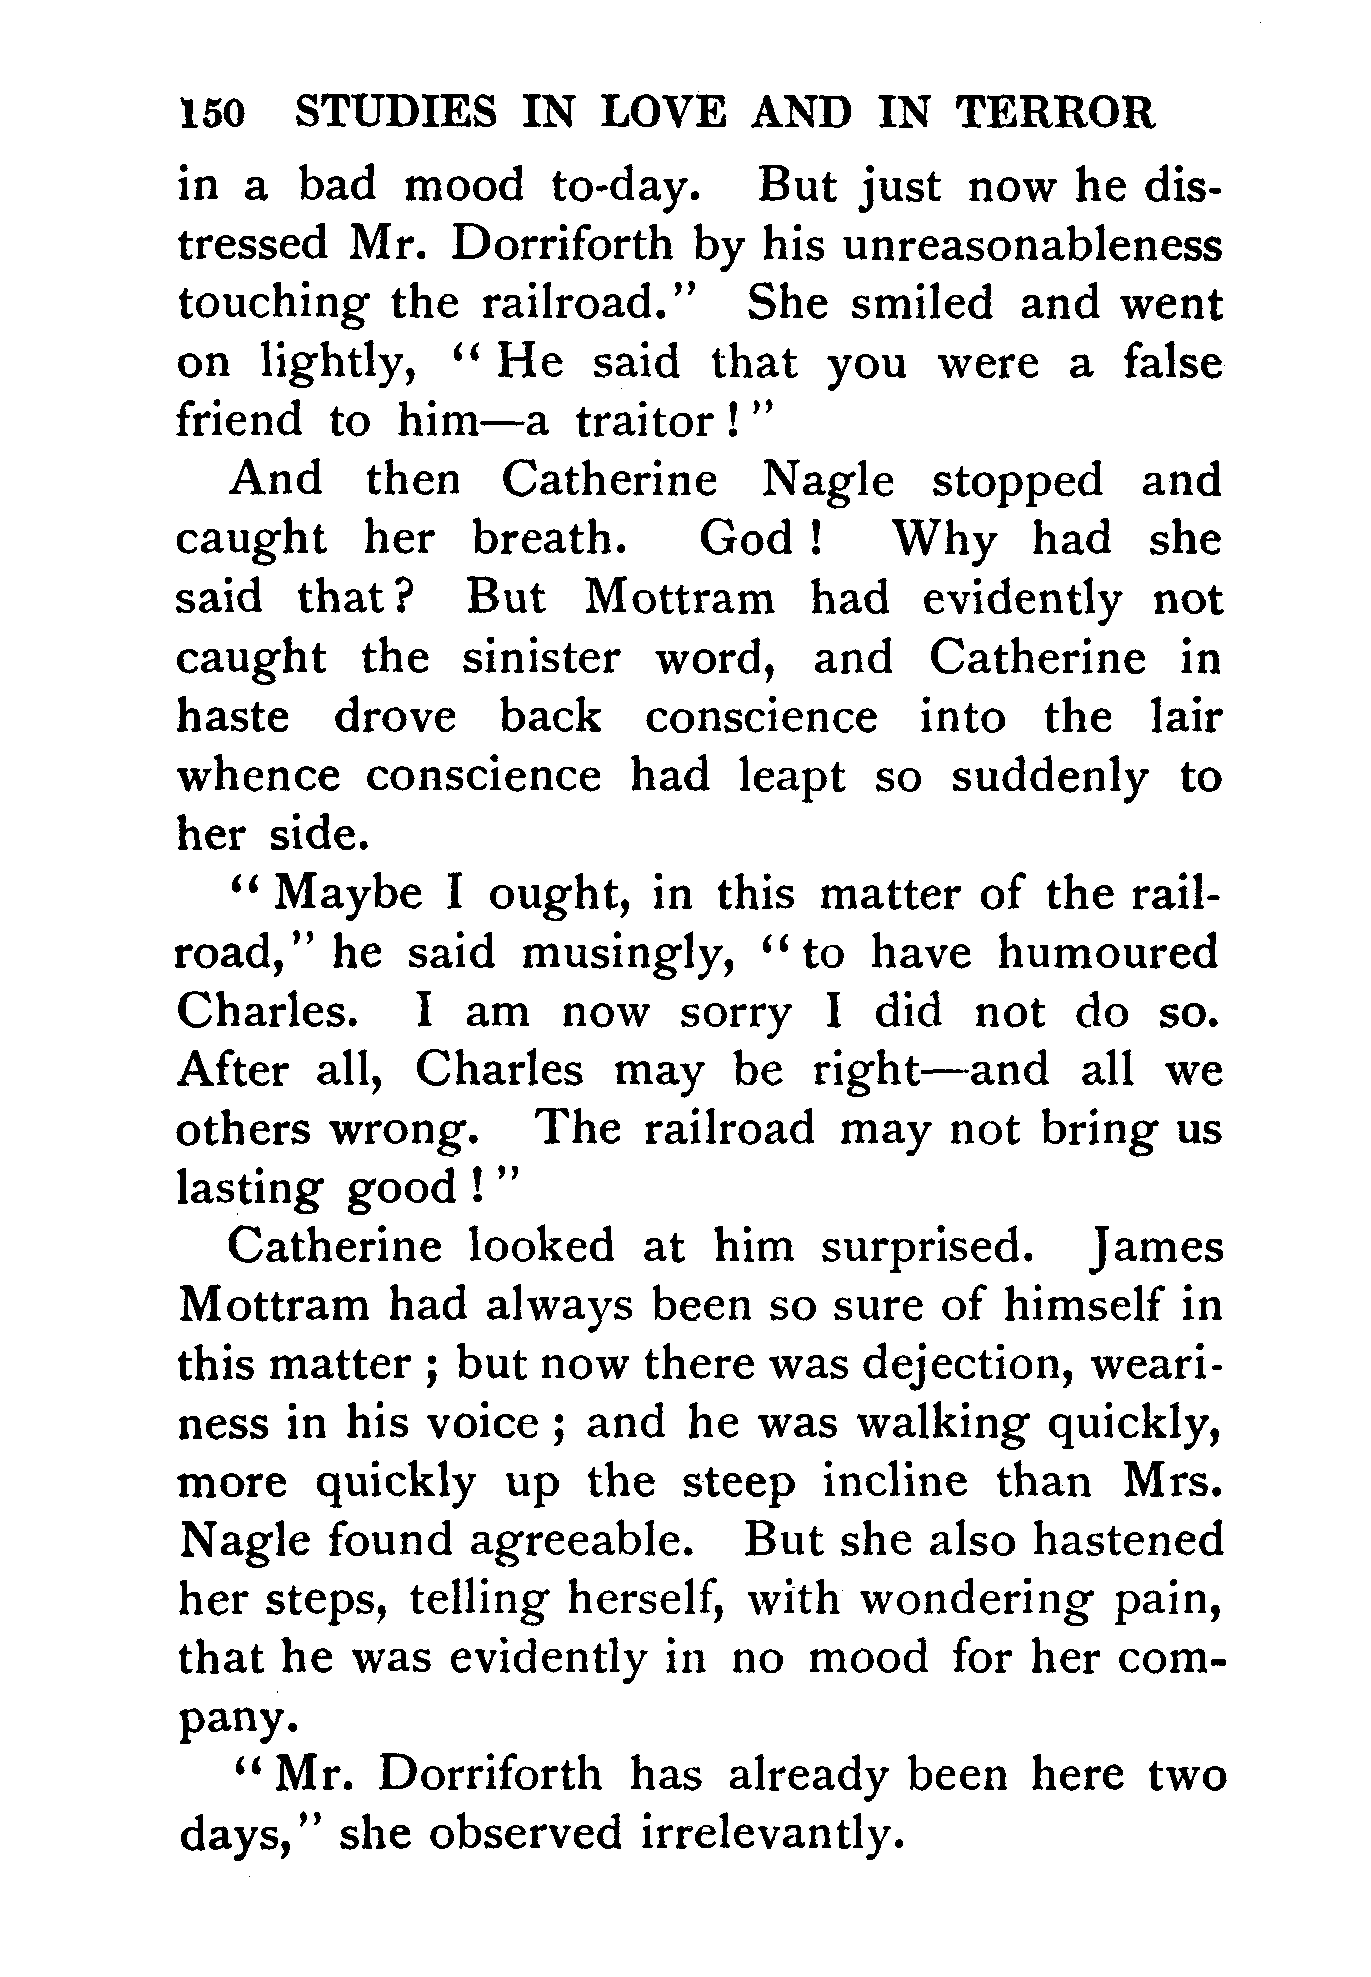 150 STUDIES IN LOVE AND IN TERROR
in a bad mood to-day. But just now he dis-
tressed Mr. Dorriforth by his unreasonableness
touching the railroad." She smiled and went
on lightly, "He said that you were a false
friend to him—a traitor!"
And then Catherine Nagle stopped and
caught her breath. God! Why had she
said that? But Mottram had evidently not
caught the sinister word, and Catherine in
haste drove back conscience into the lair
whence conscience had leapt so suddenly to
her side.
"Maybe I ought, in this matter of the rail-
road," he said musingly, "to have humoured
Charles. I am now sorry I did not do so.
After all, Charles may be right—and all we
others wrong. The railroad may not bring us
lasting good!"
Catherine looked at him surprised. James
Mottram had always been so sure of himself in
this matter; but now there was dejection, weari-
ness in his voice; and he was walking quickly,
more quickly up the steep incline than Mrs.
Nagle found agreeable. But she also hastened
her steps, telling herself, with wondering pain,
that he was evidently in no mood for her com-
pany.
"Mr. Dorriforth has already been here two
days," she observed irrelevantly.